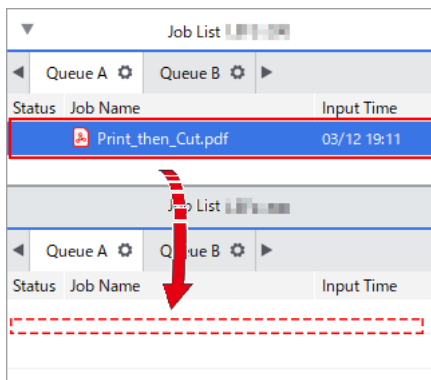 Job List
Queue A Queue B
Status Job Name Input Time
Print_then_Cut.pdf 03/12 19:11
Job List
Queue A Queue B
Status Job Name Input Time